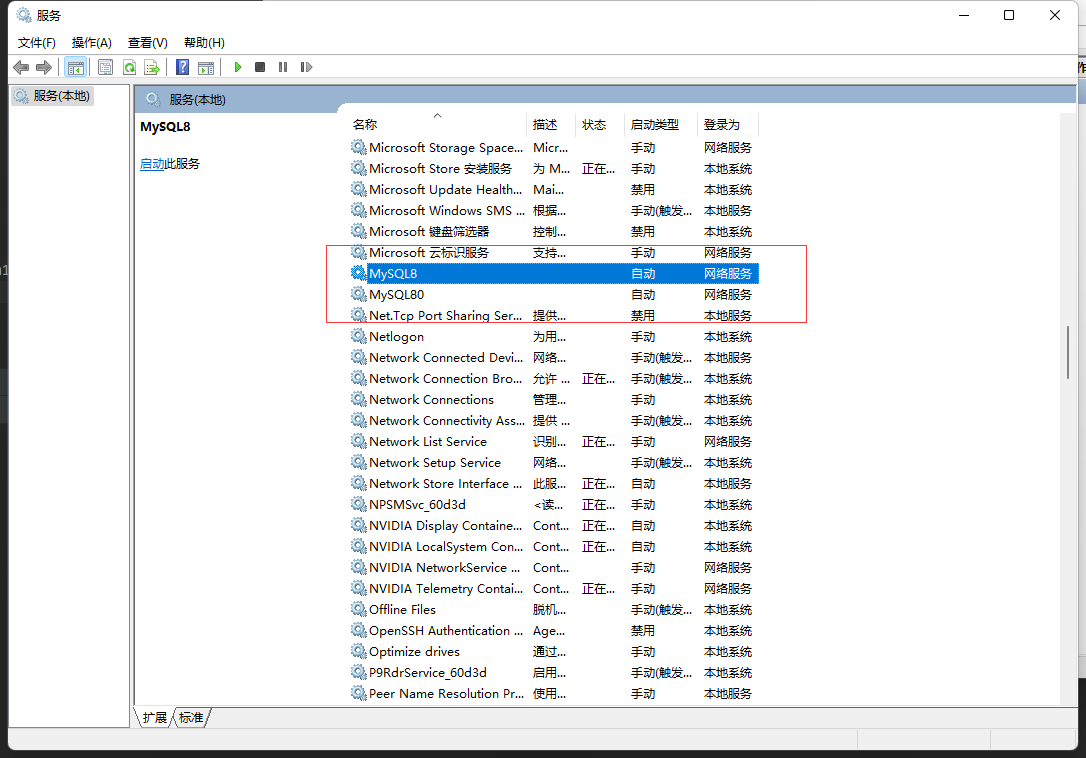 服务
文件(F) 操作(A) 查看(V) 帮助(H)
服务(本地)
服务(本地)
MySQL8
启动此服务
名称 描述 状态 启动类型 登录为
Microsoft Storage Space... Micr... 手动 网络服务
Microsoft Store 安装服务 为 M... 正在... 手动 本地系统
Microsoft Update Health... Mai... 禁用 本地系统
Microsoft Windows SMS ... 根据... 手动(触发... 本地服务
Microsoft 键盘筛选器 控制... 禁用 本地系统
Microsoft 云标识服务 支持... 手动 网络服务
MySQL8 自动 网络服务
MySQL80 自动 网络服务
Net.Tcp Port Sharing Ser... 提供... 禁用 本地服务
Netlogon 为用... 手动 本地系统
Network Connected Devi... 网络... 手动(触发... 本地服务
Network Connection Bro... 允许 ... 正在... 手动(触发... 本地系统
Network Connections 管理... 手动 本地系统
Network Connectivity Ass... 提供 ... 手动(触发... 本地系统
Network List Service 识别... 正在... 手动 网络服务
Network Setup Service 网络... 手动(触发... 本地系统
Network Store Interface ... 此服... 正在... 自动 本地服务
NPSMSvc_60d3d <读... 正在... 手动 本地系统
NVIDIA Display Containe... Cont... 正在... 自动 本地系统
NVIDIA LocalSystem Con... Cont... 正在... 自动 本地系统
NVIDIA NetworkService ... Cont... 手动 网络服务
NVIDIA Telemetry Contai... Cont... 正在... 手动 网络服务
Offline Files 脱机... 手动(触发... 本地系统
OpenSSH Authentication ... Age... 禁用 本地系统
Optimize drives 通过... 手动 本地系统
P9RdrService_60d3d 启用... 手动(触发... 本地系统
Peer Name Resolution Pr... 使用... 手动 本地服务
扩展 标准